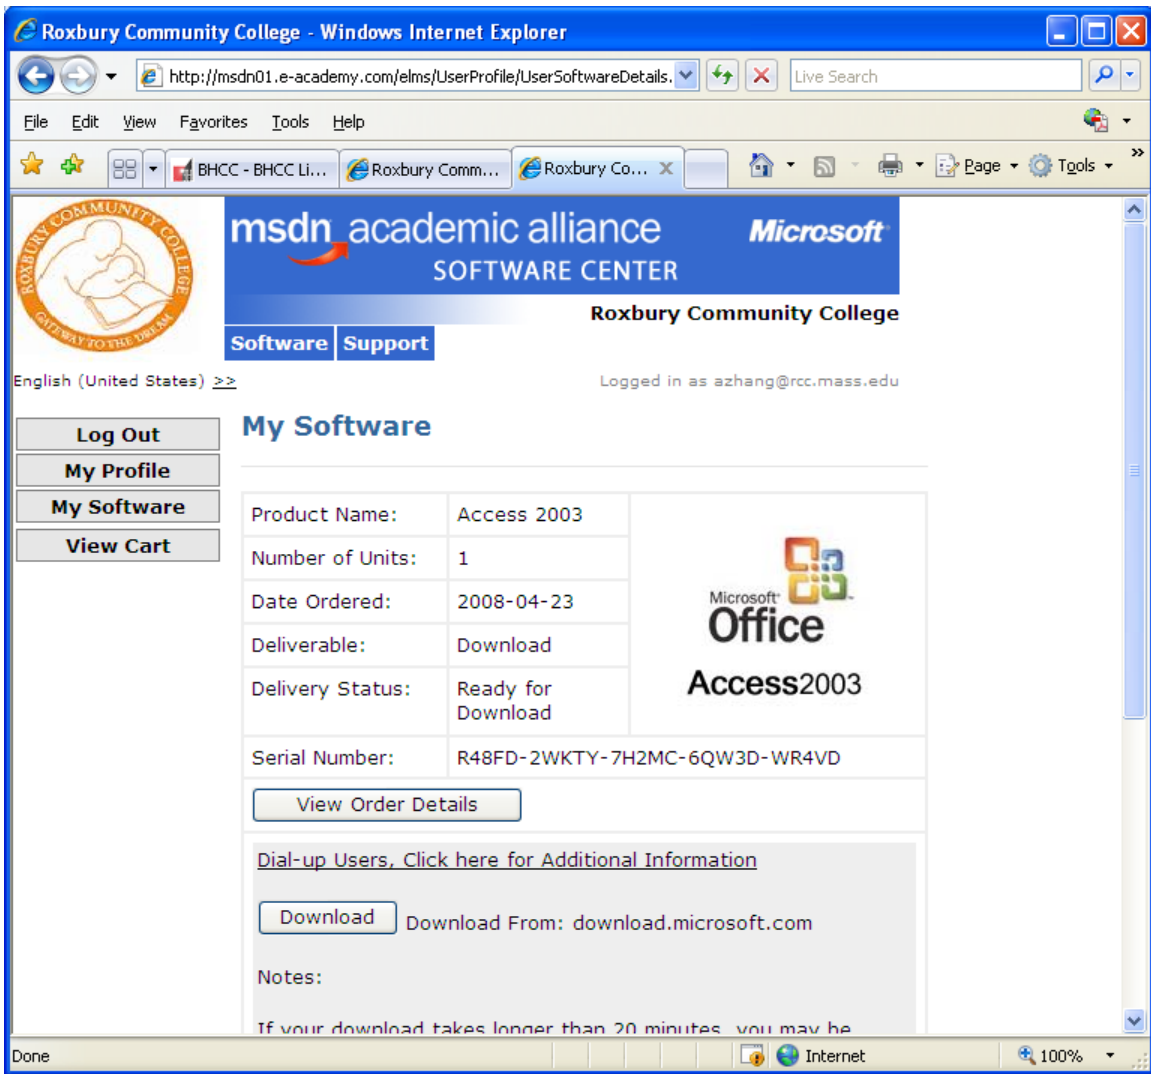 Roxbury Community College - Windows Internet Explorer
http://msdn01.e-academy.com/elms/UserProfile/UserSoftwareDetails.
Live Search
File Edit View Favorites Tools Help
BHCC - BHCC Li... Roxbury Comm... Roxbury Co... Page Tools
ROXBURY COMMUNITY COLLEGE
GATEWAY TO THE DREAM
msdn academic alliance Microsoft
SOFTWARE CENTER
Roxbury Community College
Software Support
English (United States) >> Logged in as azhang@rcc.mass.edu
Log Out
My Profile
My Software
View Cart
My Software
Product Name: Access 2003
Number of Units: 1
Date Ordered: 2008-04-23
Deliverable: Download
Delivery Status: Ready for
Download
Microsoft
Office
Access2003
Serial Number: R48FD-2WKTY-7H2MC-6QW3D-WR4VD
View Order Details
Dial-up Users, Click here for Additional Information
Download Download From: download.microsoft.com
Notes:
If your download takes longer than 20 minutes, you may be
Done Internet 100%